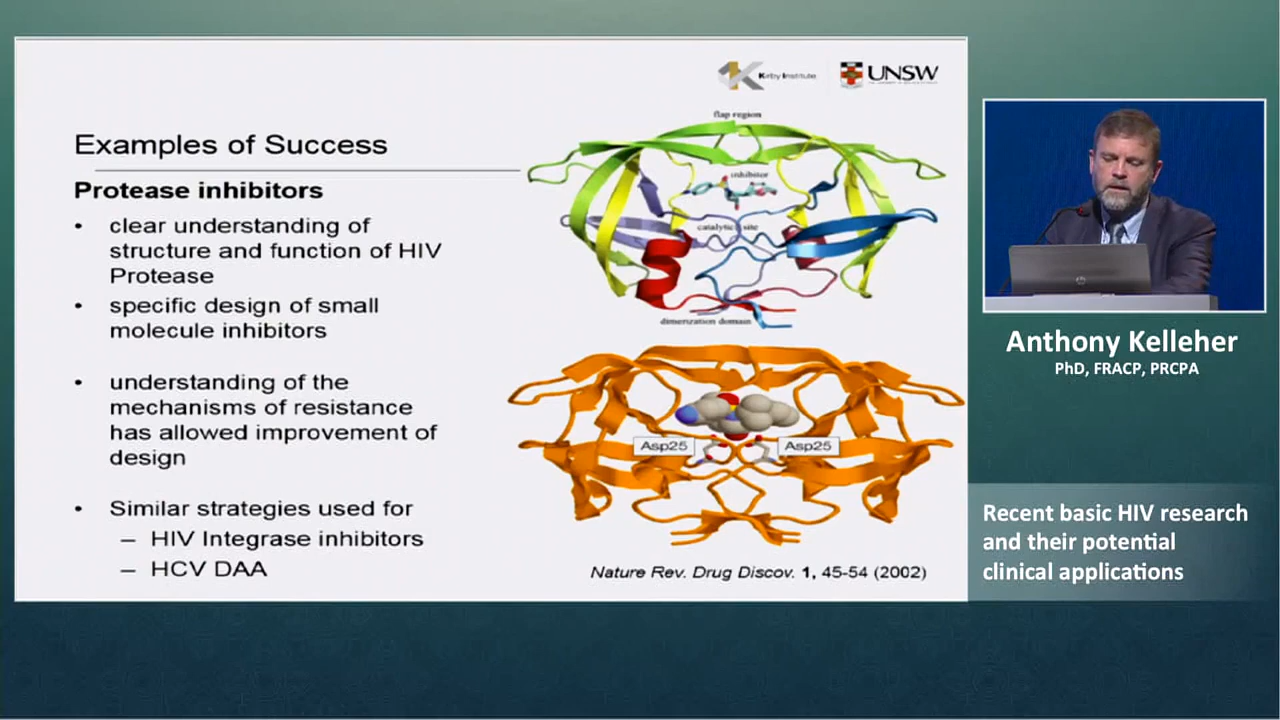 Kirby Institute
UNSW
Examples of Success
Protease inhibitors
• clear understanding of
structure and function of HIV
Protease
• specific design of small
molecule inhibitors
• understanding of the
mechanisms of resistance
has allowed improvement of
design
• Similar strategies used for
– HIV Integrase inhibitors
– HCV DAA
flap region
inhibitor
catalytic site
dimerization domain
Asp25
Asp25
Nature Rev. Drug Discov. 1, 45-54 (2002)
hp
Anthony Kelleher
PhD, FRACP, PRCPA
Recent basic HIV research
and their potential
clinical applications